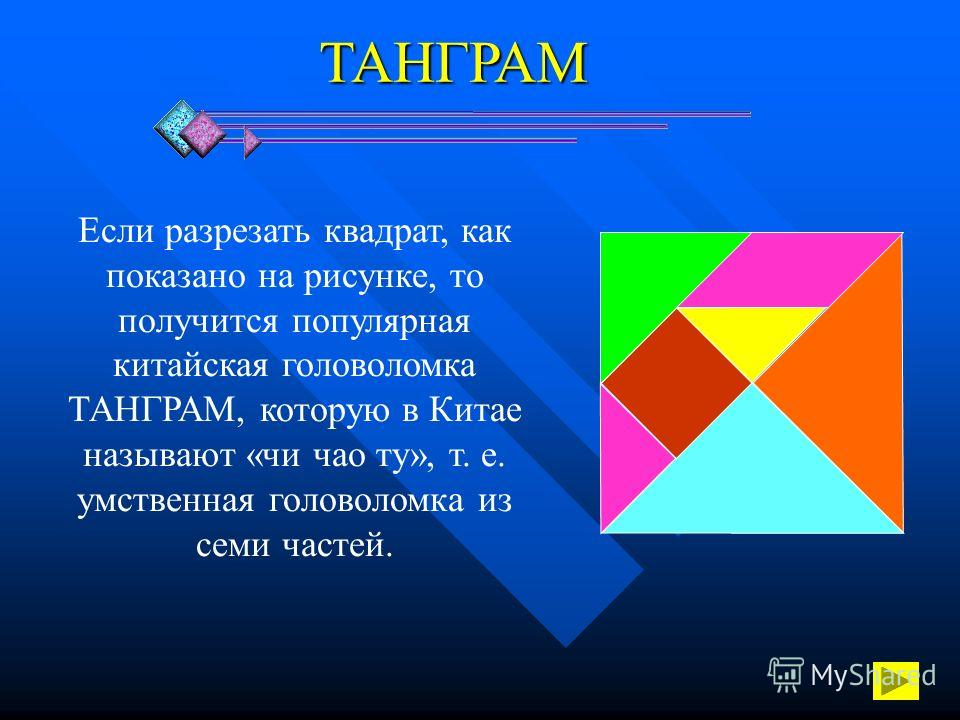 ТАНГРАМ
Если разрезать квадрат, как
показано на рисунке, то
получится популярная
китайская головоломка
ТАНГРАМ, которую в Китае
называют «чи чао ту», т. е.
умственная головоломка из
семи частей.
MyShared